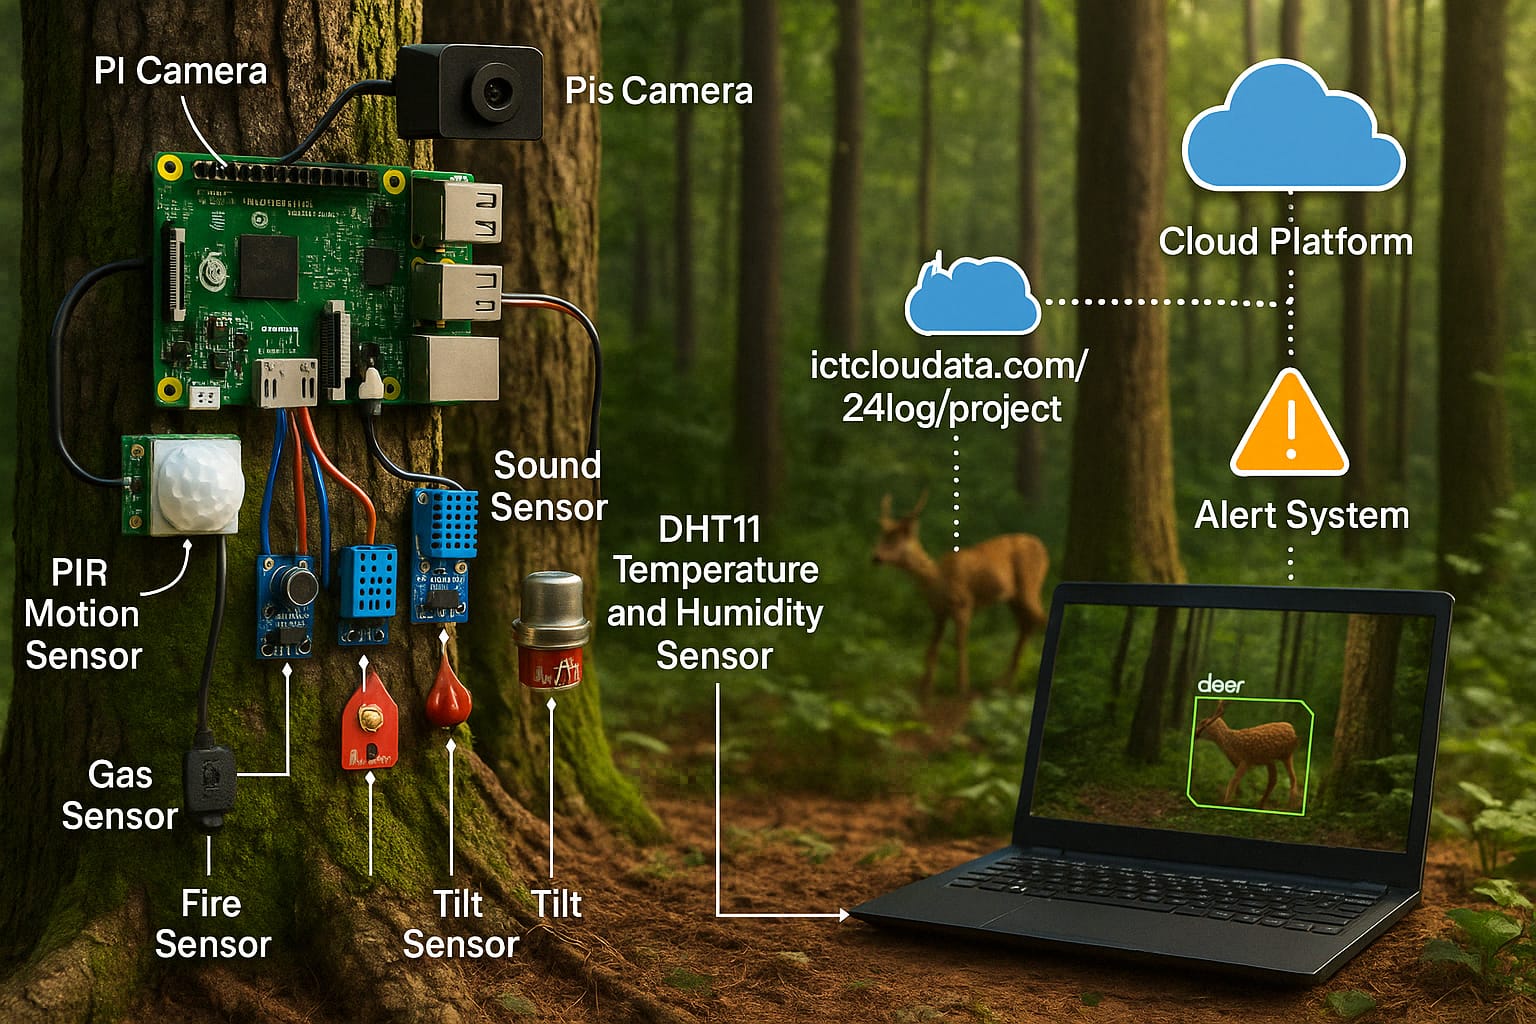 PI Camera
Pis Camera
Cloud Platform
ictcloudata.com/
24log/project
Alert System
Sound
Sensor
DHT11
Temperature
and Humidity
Sensor
PIR
Motion
Sensor
deer
Gas
Sensor
Fire
Sensor
Tilt
Sensor
Tilt